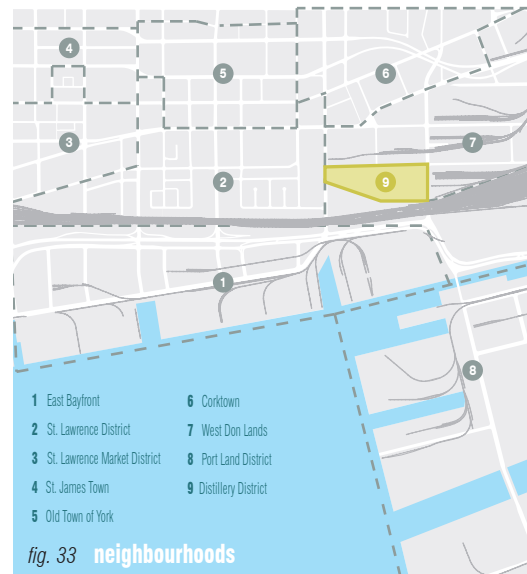 4
5
6
3
7
2
9
1
8
1 East Bayfront
2 St. Lawrence District
3 St. Lawrence Market District
4 St. James Town
5 Old Town of York
6 Corktown
7 West Don Lands
8 Port Land District
9 Distillery District
fig. 33 neighbourhoods